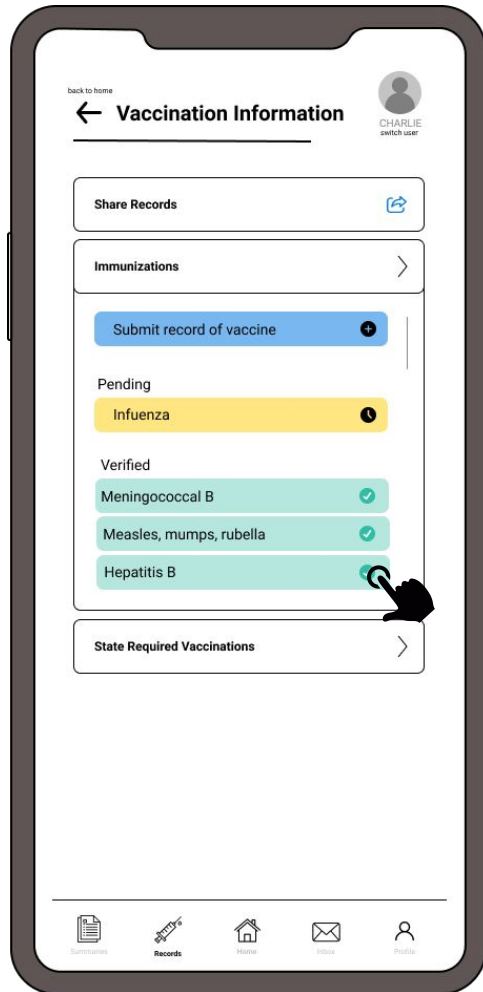 back to home
Vaccination Information
CHARLIE
switch user
Share Records
Immunizations
Submit record of vaccine
Pending
Infuenza
Verified
Meningococcal B
Measles, mumps, rubella
Hepatitis B
State Required Vaccinations
Summaries Records Home Inbox Profile